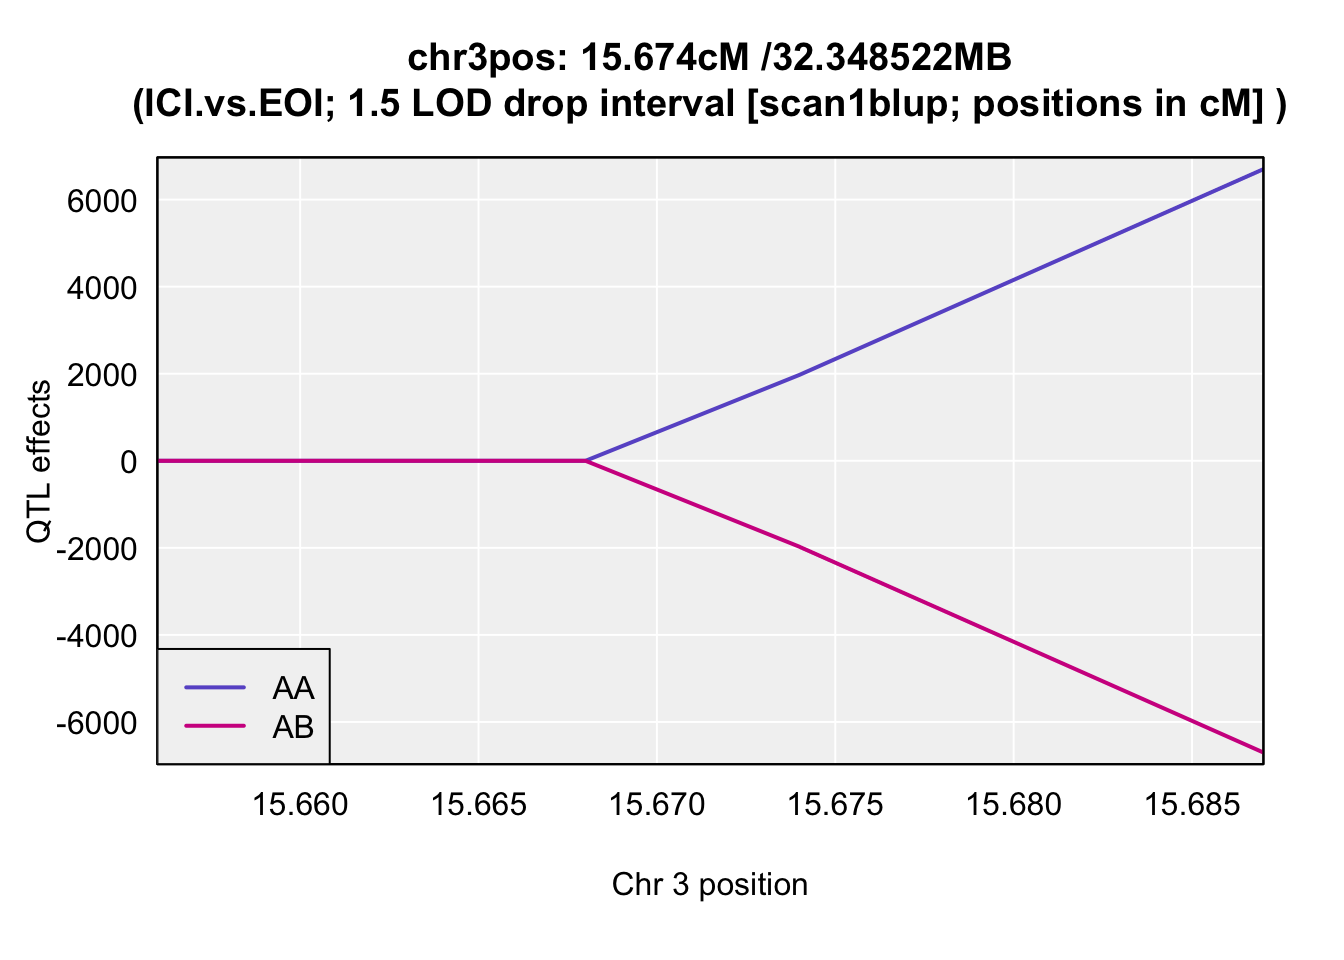 chr3pos: 15.674cM /32.348522MB
(ICI.vs.EOI; 1.5 LOD drop interval [scan1blup; positions in cM] )
QTL effects
6000
4000
2000
0
-2000
-4000
-6000
AA
AB
15.660 15.665 15.670 15.675 15.680 15.685
Chr 3 position